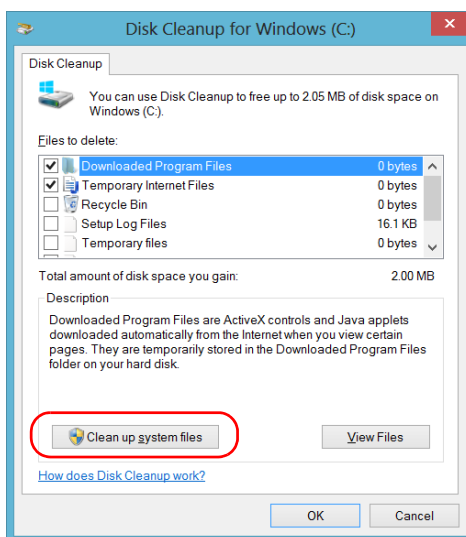 Disk Cleanup for Windows (C:)
Disk Cleanup
You can use Disk Cleanup to free up to 2.05 MB of disk space on
Windows (C:).
Files to delete:
Downloaded Program Files 0 bytes
Temporary Internet Files 0 bytes
Recycle Bin 0 bytes
Setup Log Files 16.1 KB
Temporary files 0 bytes
Total amount of disk space you gain: 2.00 MB
Description
Downloaded Program Files are ActiveX controls and Java applets
downloaded automatically from the Internet when you view certain
pages. They are temporarily stored in the Downloaded Program Files
folder on your hard disk.
Clean up system files View Files
How does Disk Cleanup work?
OK Cancel